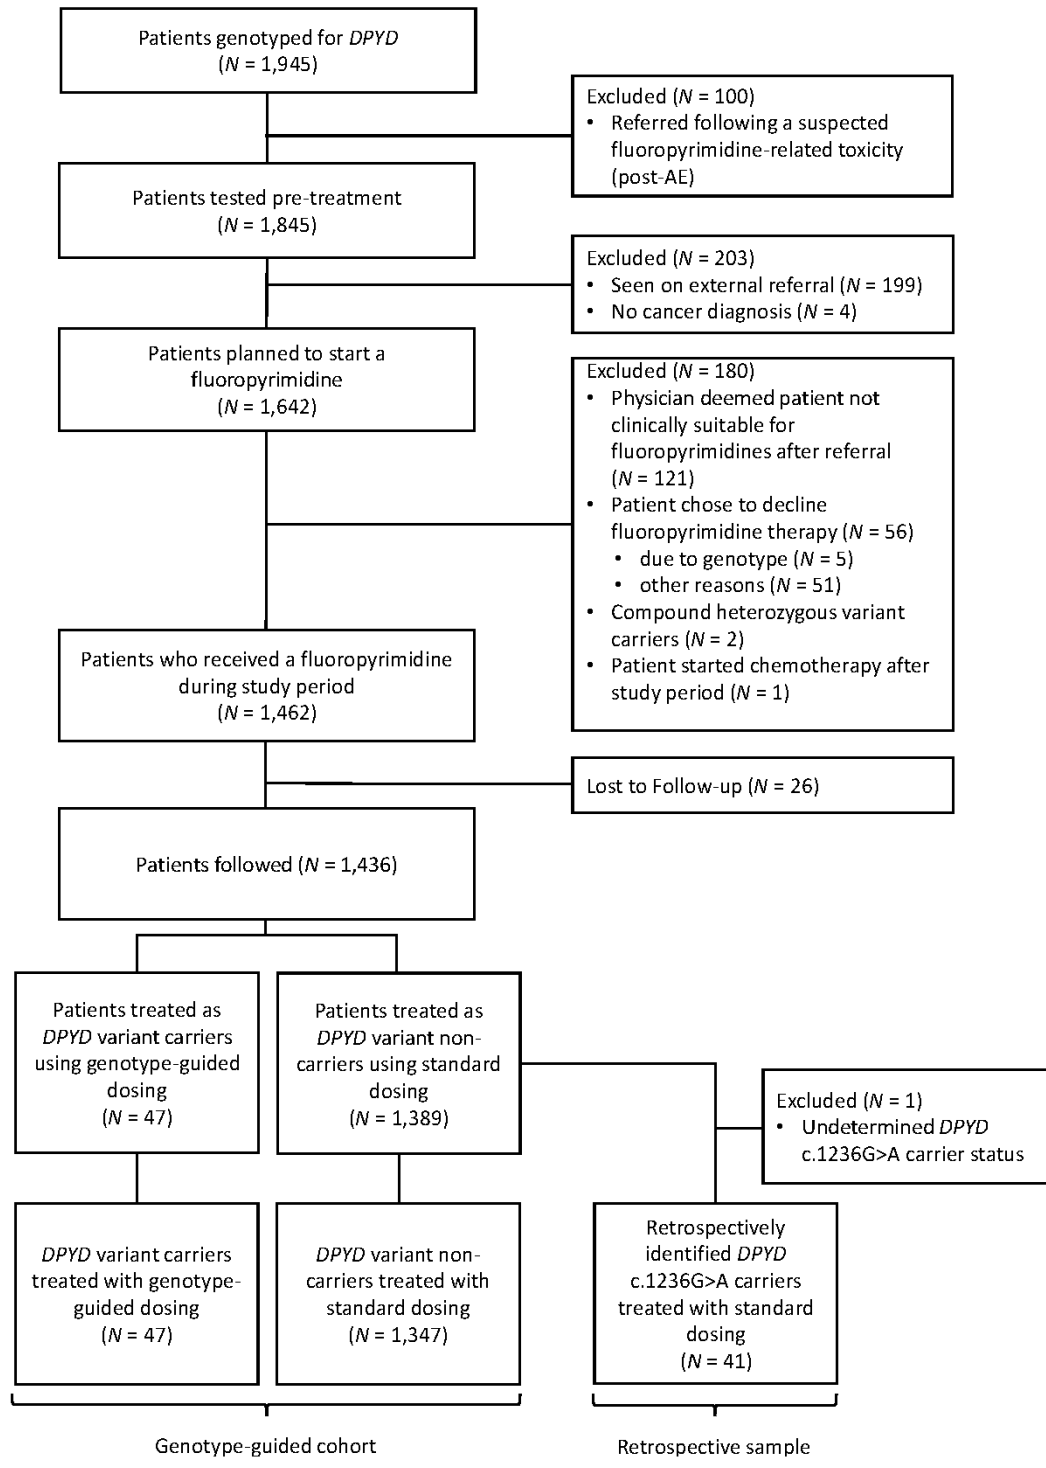 Patients genotyped for DPYD
(N = 1,945)
Excluded (N = 100)
• Referred following a suspected
fluoropyrimidine-related toxicity
(post-AE)
Patients tested pre-treatment
(N = 1,845)
Excluded (N = 203)
• Seen on external referral (N = 199)
• No cancer diagnosis (N = 4)
Patients planned to start a
fluoropyrimidine
(N = 1,642)
Excluded (N = 180)
• Physician deemed patient not
clinically suitable for
fluoropyrimidines after referral
(N = 121)
• Patient chose to decline
fluoropyrimidine therapy (N = 56)
• due to genotype (N = 5)
• other reasons (N = 51)
• Compound heterozygous variant
carriers (N = 2)
• Patient started chemotherapy after
study period (N = 1)
Patients who received a fluoropyrimidine
during study period
(N = 1,462)
Lost to Follow-up (N = 26)
Patients followed (N = 1,436)
Patients treated as
DPYD variant carriers
using genotype-guided
dosing
(N = 47)
Patients treated as
DPYD variant non-
carriers using standard
dosing
(N = 1,389)
Excluded (N = 1)
• Undetermined DPYD
c.1236G>A carrier status
DPYD variant carriers
treated with genotype-
guided dosing
(N = 47)
DPYD variant non-
carriers treated with
standard dosing
(N = 1,347)
Retrospectively
identified DPYD
c.1236G>A carriers
treated with standard
dosing
(N = 41)
Genotype-guided cohort
Retrospective sample